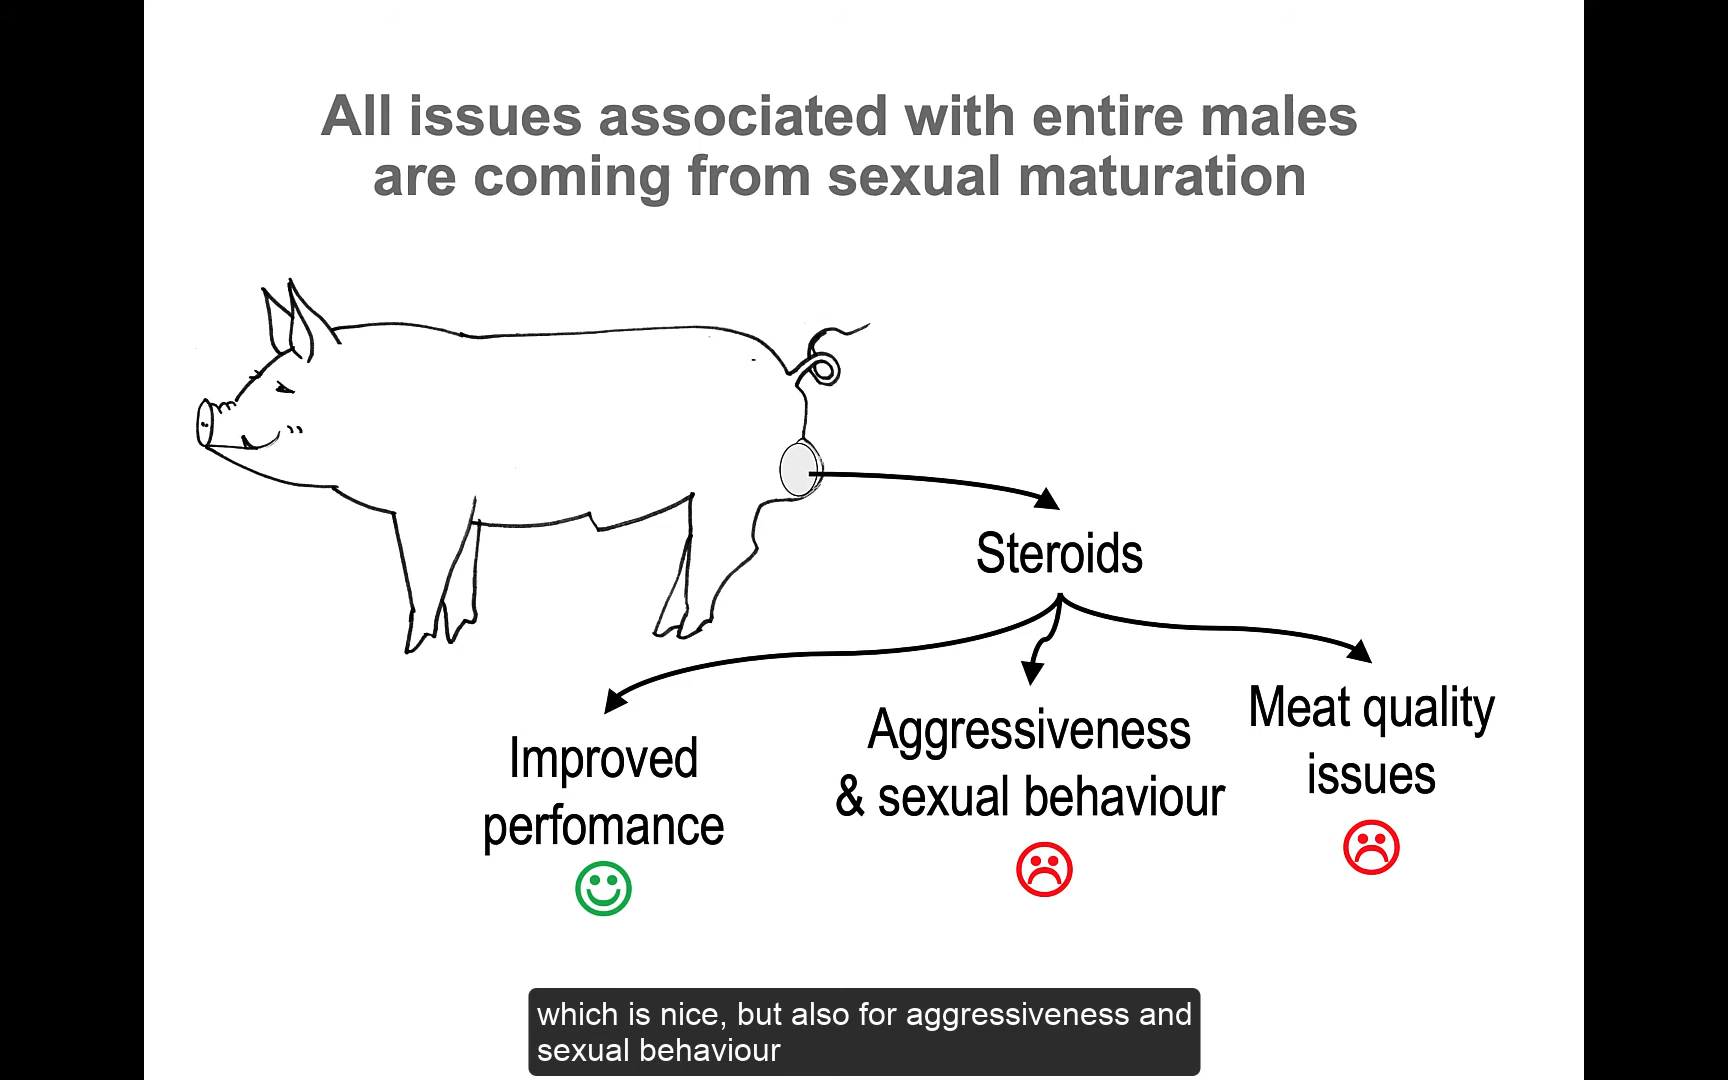 All issues associated with entire males
are coming from sexual maturation
Steroids
Improved
perfomance
Aggressiveness
& sexual behaviour
Meat quality
issues
which is nice, but also for aggressiveness and
sexual behaviour